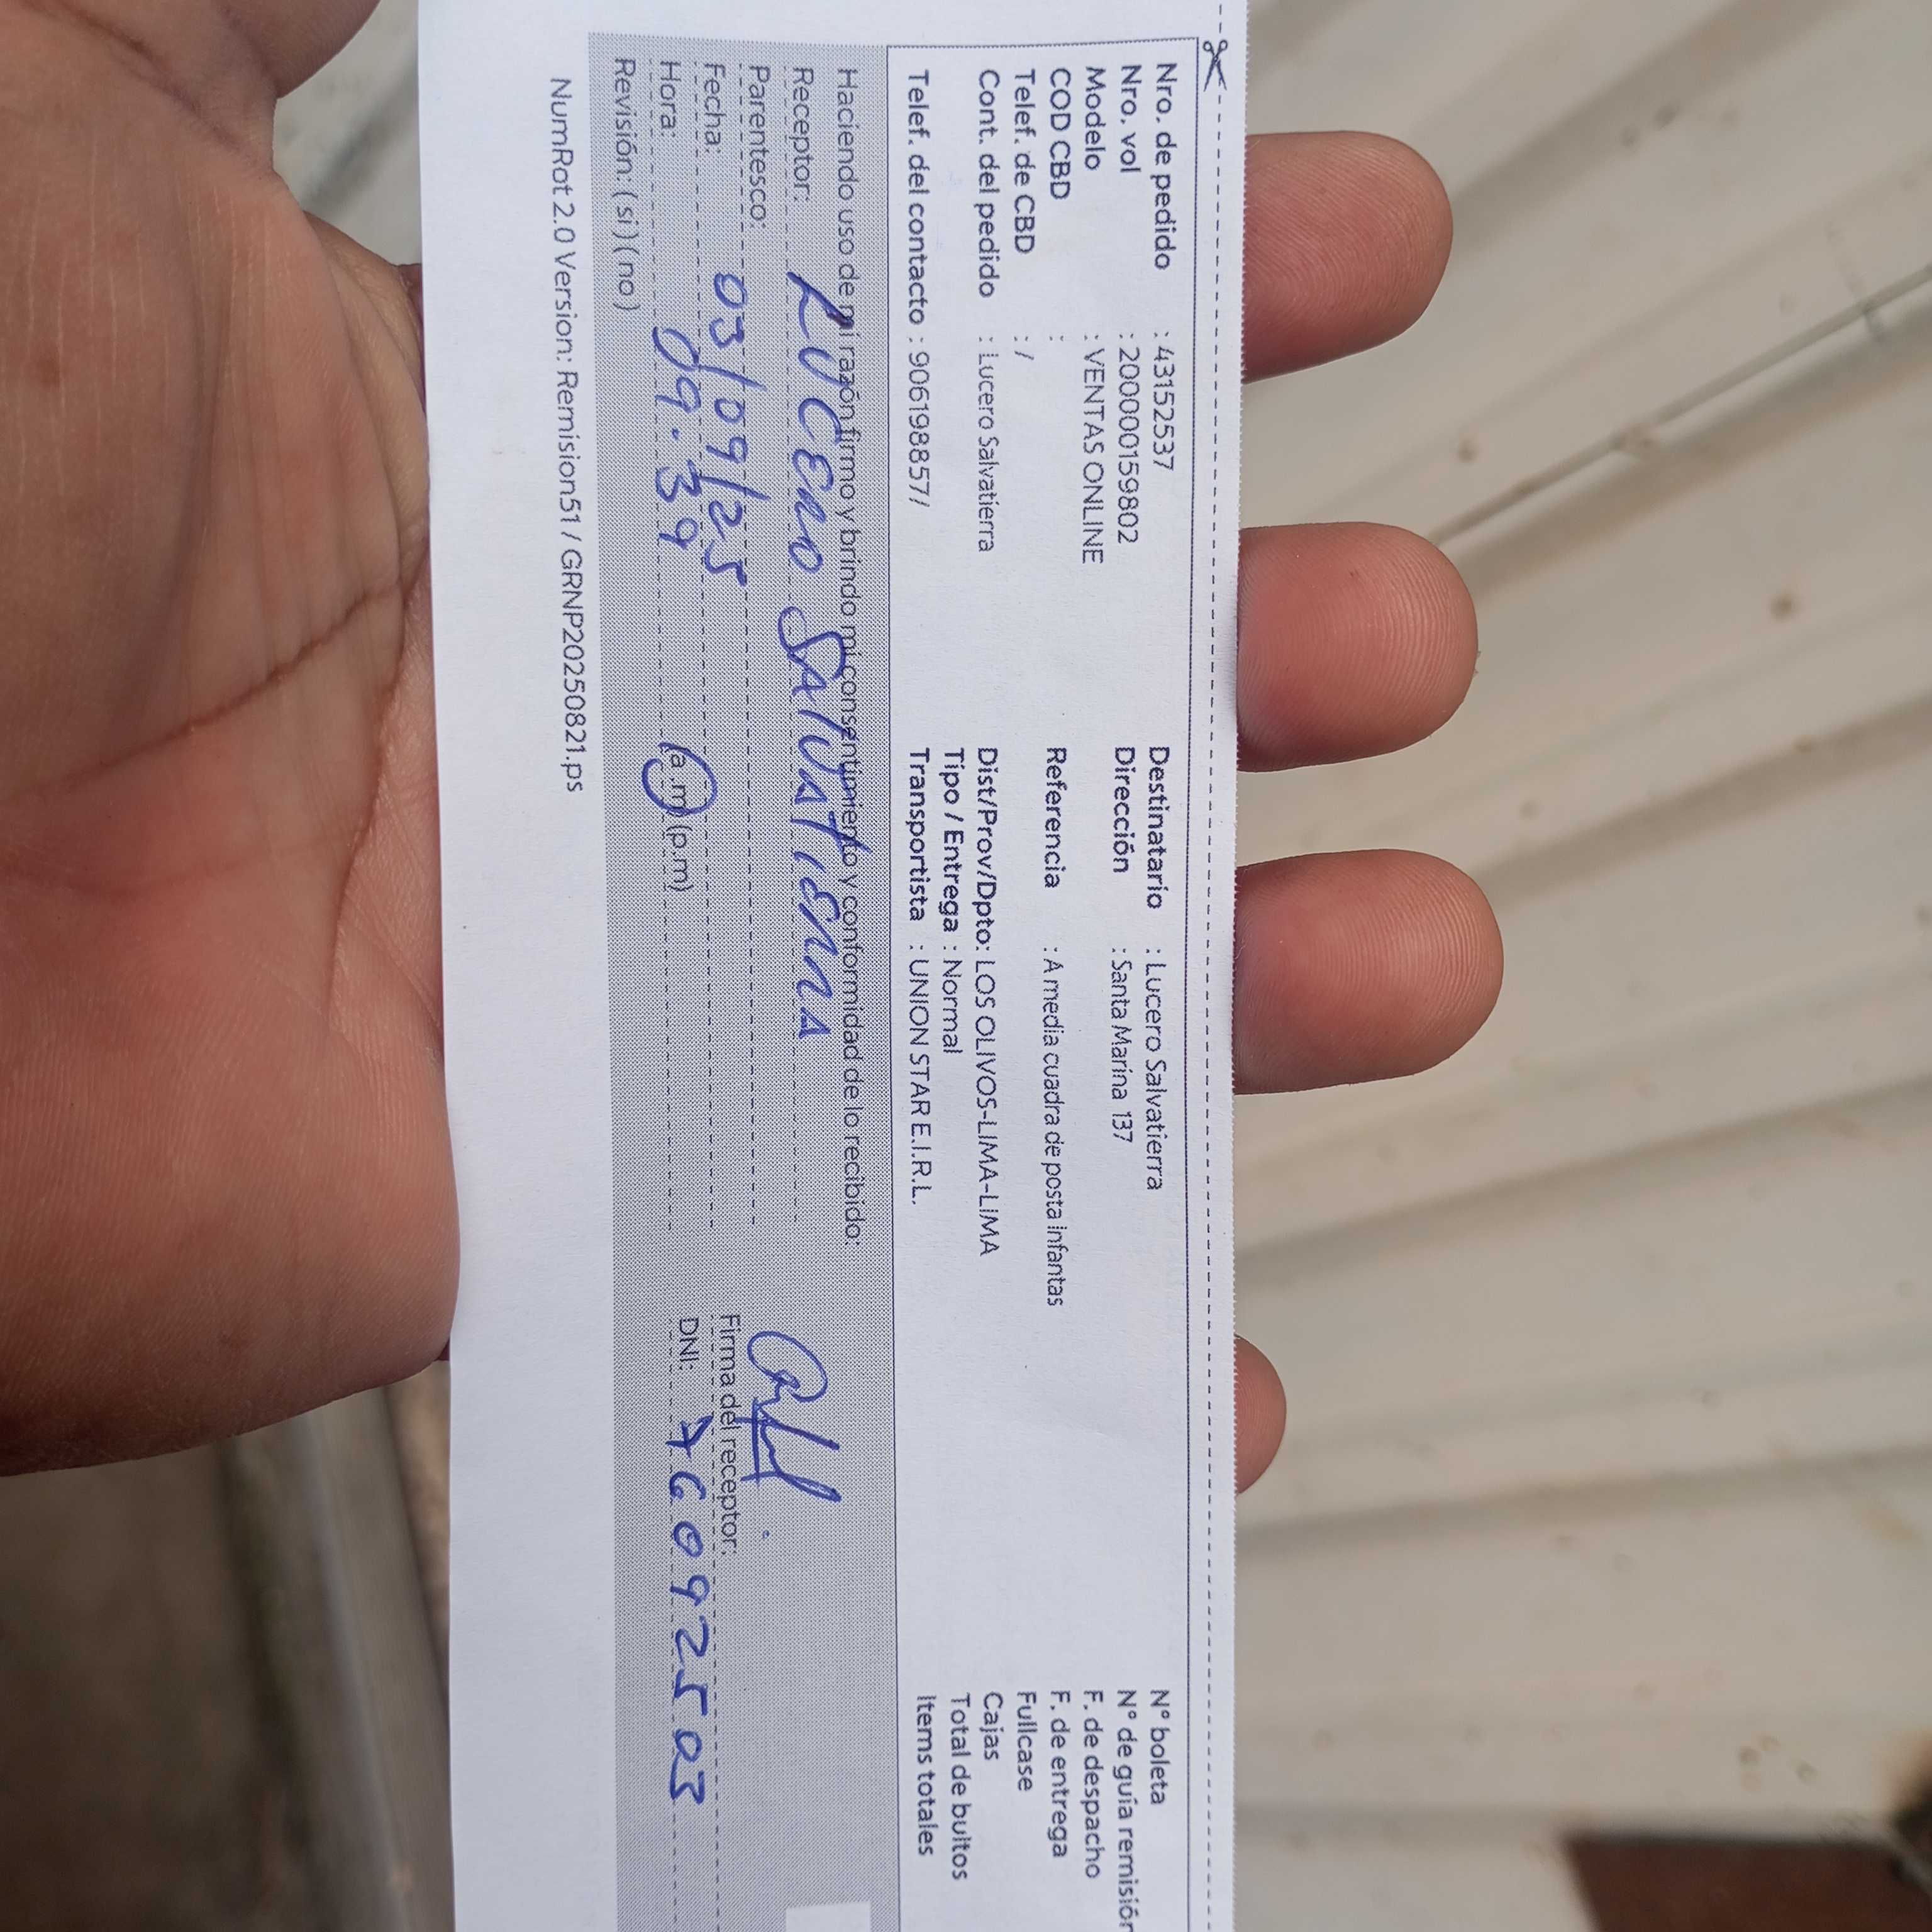 Nro. de pedido : 43152537
Nro. vol : 200000159802
Modelo : VENTAS ONLINE
COD CBD :
Telef. de CBD : /
Cont. del pedido : Lucero Salvatierra
Telef. del contacto : 906198857/
Destinatario : Lucero Salvatierra
Dirección : Santa Marina 137
Referencia : A media cuadra de posta infantas
Dist/Prov/Dpto: LOS OLIVOS-LIMA-LIMA
Tipo / Entrega : Normal
Transportista : UNION STAR E.I.R.L.
N° boleta
N° de guía remisión
F. de despacho
F. de entrega
Fullcase
Cajas
Total de bultos
Items totales
Haciendo uso de mi razón firmo y brindo mi consentimiento y conformidad de lo recibido:
Receptor: LUCERO SALVATIERRA
Parentesco:
Fecha: 03/09/25
Hora: 09.39 (a.m) (p.m)
Revisión: (si) (no)
Firma del receptor:
DNI: 76092503
NumRot 2.0 Version: Remision51 / GRNP20250821.ps